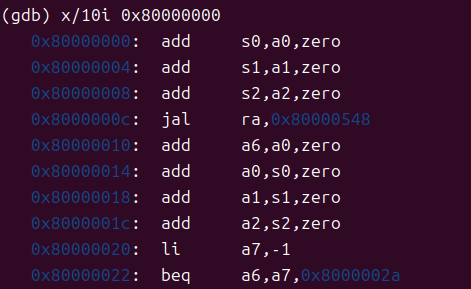 (gdb) x/10i 0x80000000
0x80000000: add s0,a0,zero
0x80000004: add s1,a1,zero
0x80000008: add s2,a2,zero
0x8000000c: jal ra,0x80000548
0x80000010: add a6,a0,zero
0x80000014: add a0,s0,zero
0x80000018: add a1,s1,zero
0x8000001c: add a2,s2,zero
0x80000020: li a7,-1
0x80000022: beq a6,a7,0x8000002a